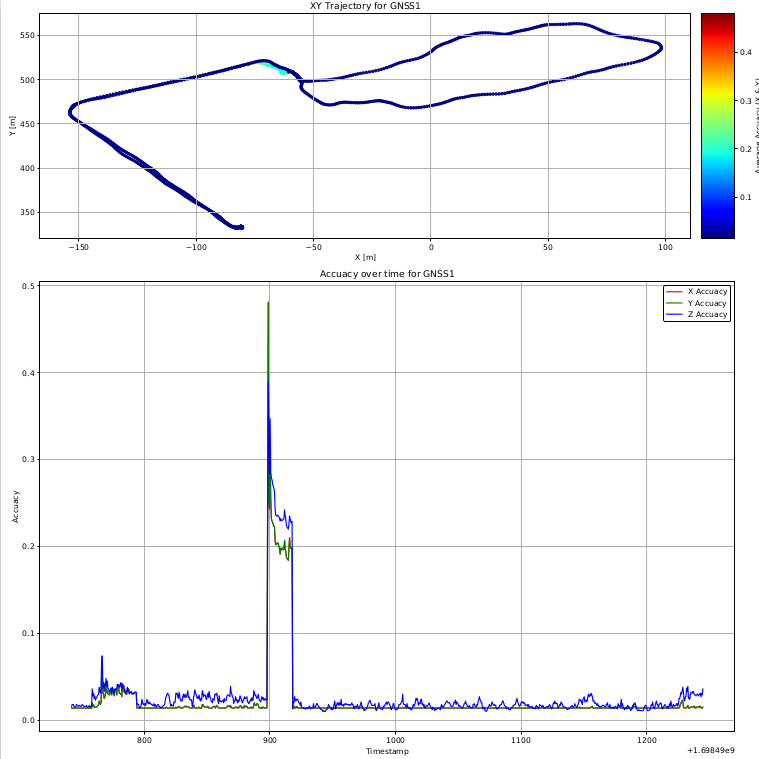 XY Trajectory for GNSS1
550
500
450
400
350
Y [m]
−150
−100
−50
0
50
100
X [m]
0.4
0.3
0.2
0.1
Accuacy over time for GNSS1
0.5
0.4
0.3
0.2
0.1
0.0
Accuacy
X Accuacy
Y Accuacy
Z Accuacy
800
900
1000
1100
1200
Timestamp
+1.69849e9